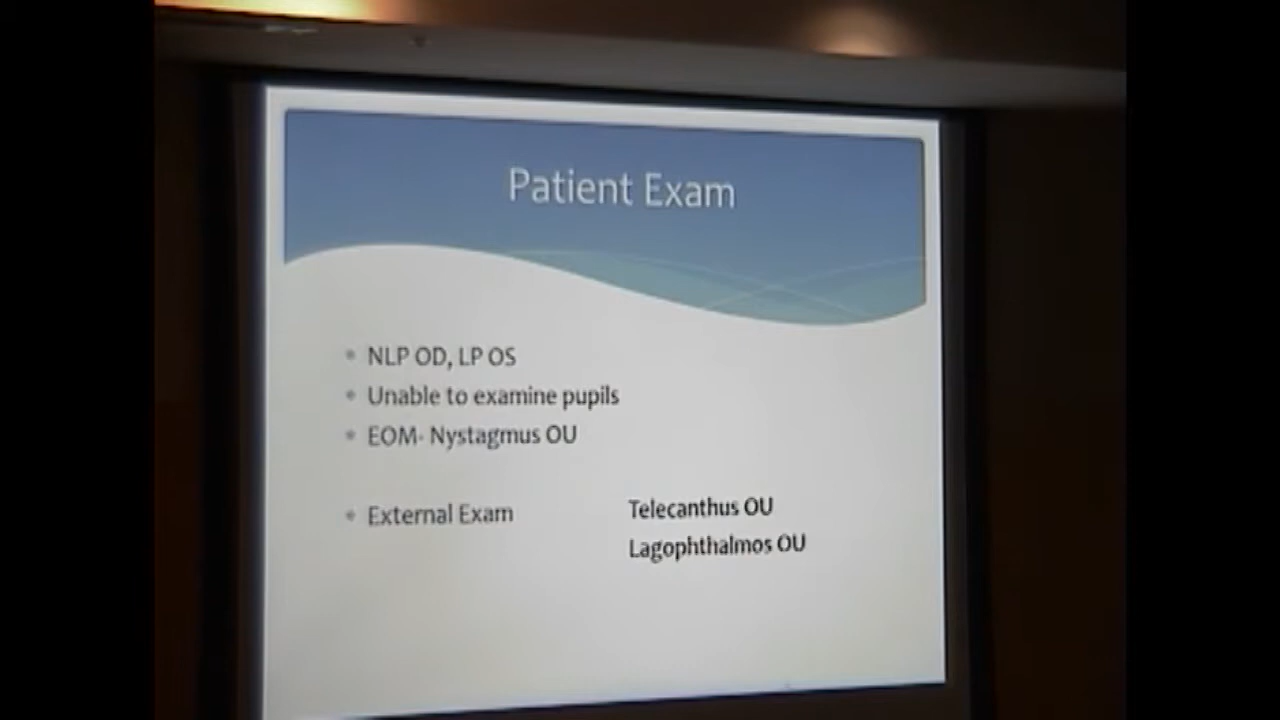 Patient Exam
NLP OD, LP OS
Unable to examine pupils
EOM- Nystagmus OU
External Exam
Telecanthus OU
Lagophthalmos OU